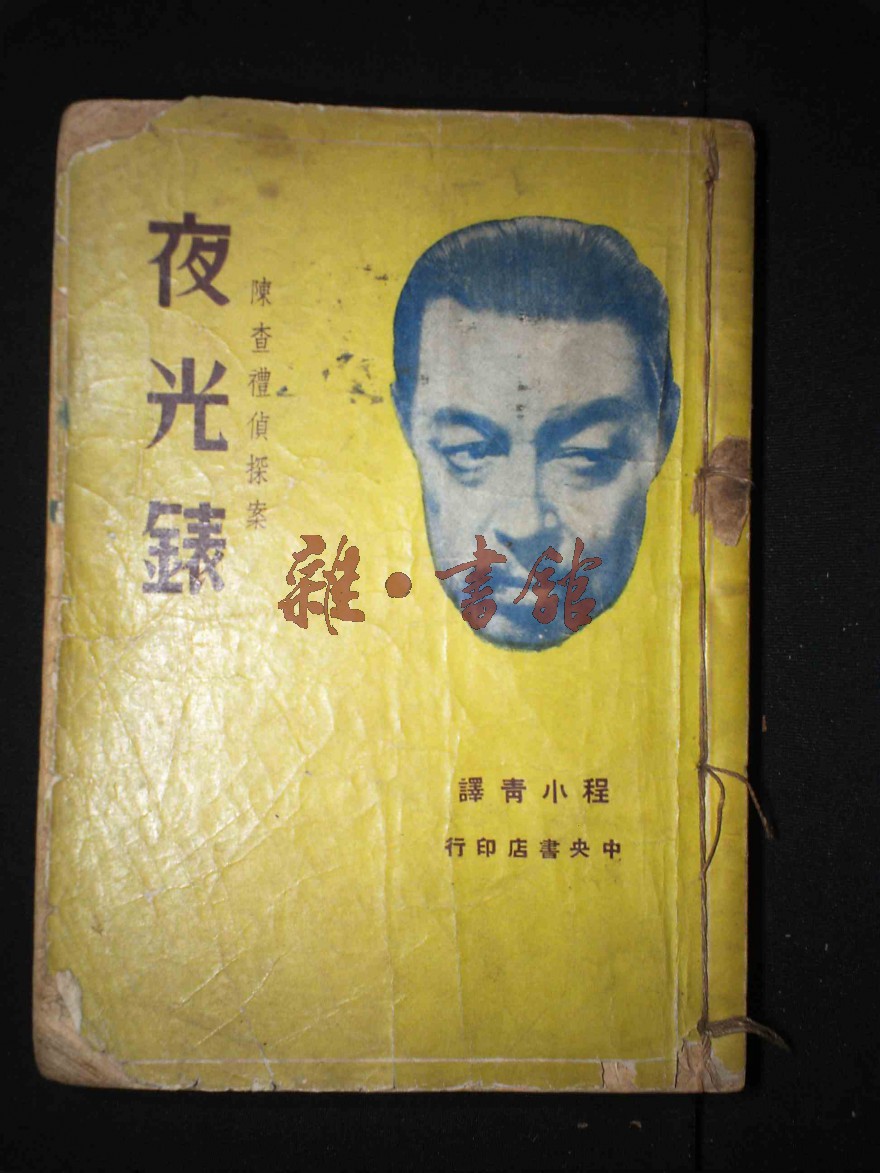 夜光錶
陳查禮偵探案
雜·書館
程小青譯
中央書店印行